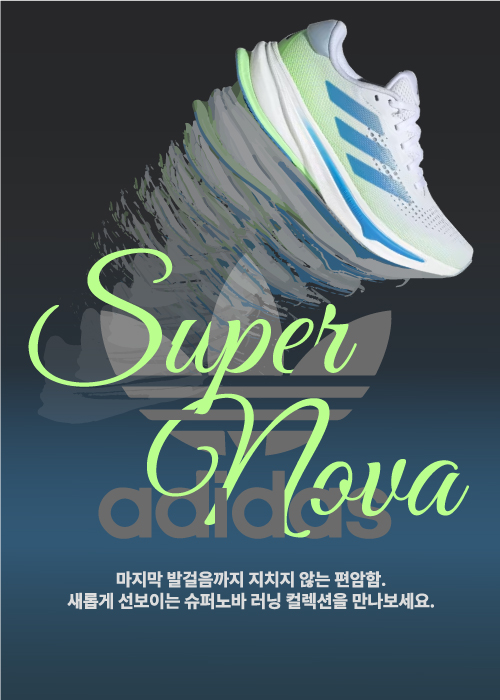 Super
Nova
adidas
마지막 발걸음까지 지치지 않는 편암함.
새롭게 선보이는 슈퍼노바 러닝 컬렉션을 만나보세요.